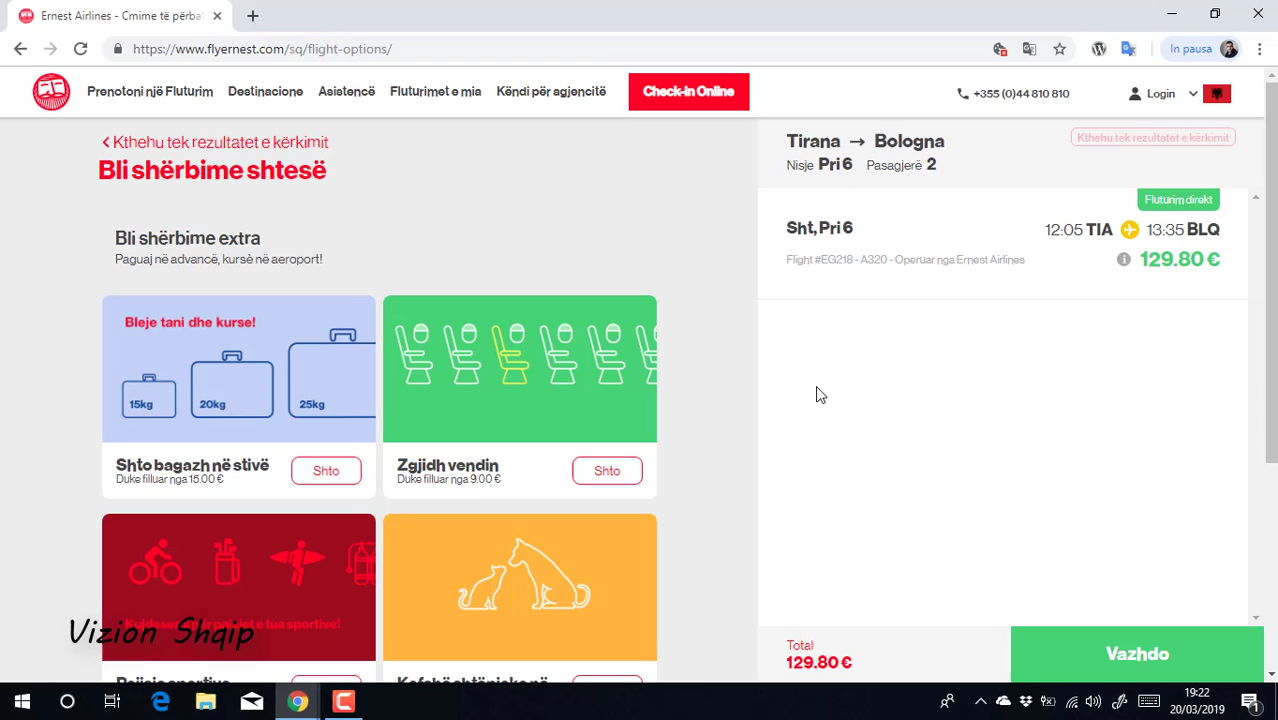 Ernest Airlines - Cmime të përbal
https://www.flyernest.com/sq/flight-options/
In pausa
Prenotoni një Fluturim
Destinacione
Asistencë
Fluturimet e mia
Këndi për agjencitë
Check-In Online
+355 (0)44 810 810
Login
Kthehu tek rezultatet e kërkimit
Bli shërbime shtesë
Bli shërbime extra
Paguaj në advancë, kursè në aeroport!
Bleje tani dhe kurse!
15kg
20kg
25kg
Shto bagazh në stivë
Duke filluar nga 15.00 €
Shto
Zgjidh vendin
Duke filluar nga 9.00 €
Shto
Vizion Shqip
Tirana → Bologna
Kthehu tek rezultatet e kërkimit
Nisje Pri 6 Pasagjerë 2
Fluturim direkt
Sht, Pri 6
12:05 TIA 13:35 BLQ
Flight #EG218 - A320 - Operuar nga Ernest Airlines
129.80 €
Total
129.80 €
Vazhdo
19:22
20/03/2019
1